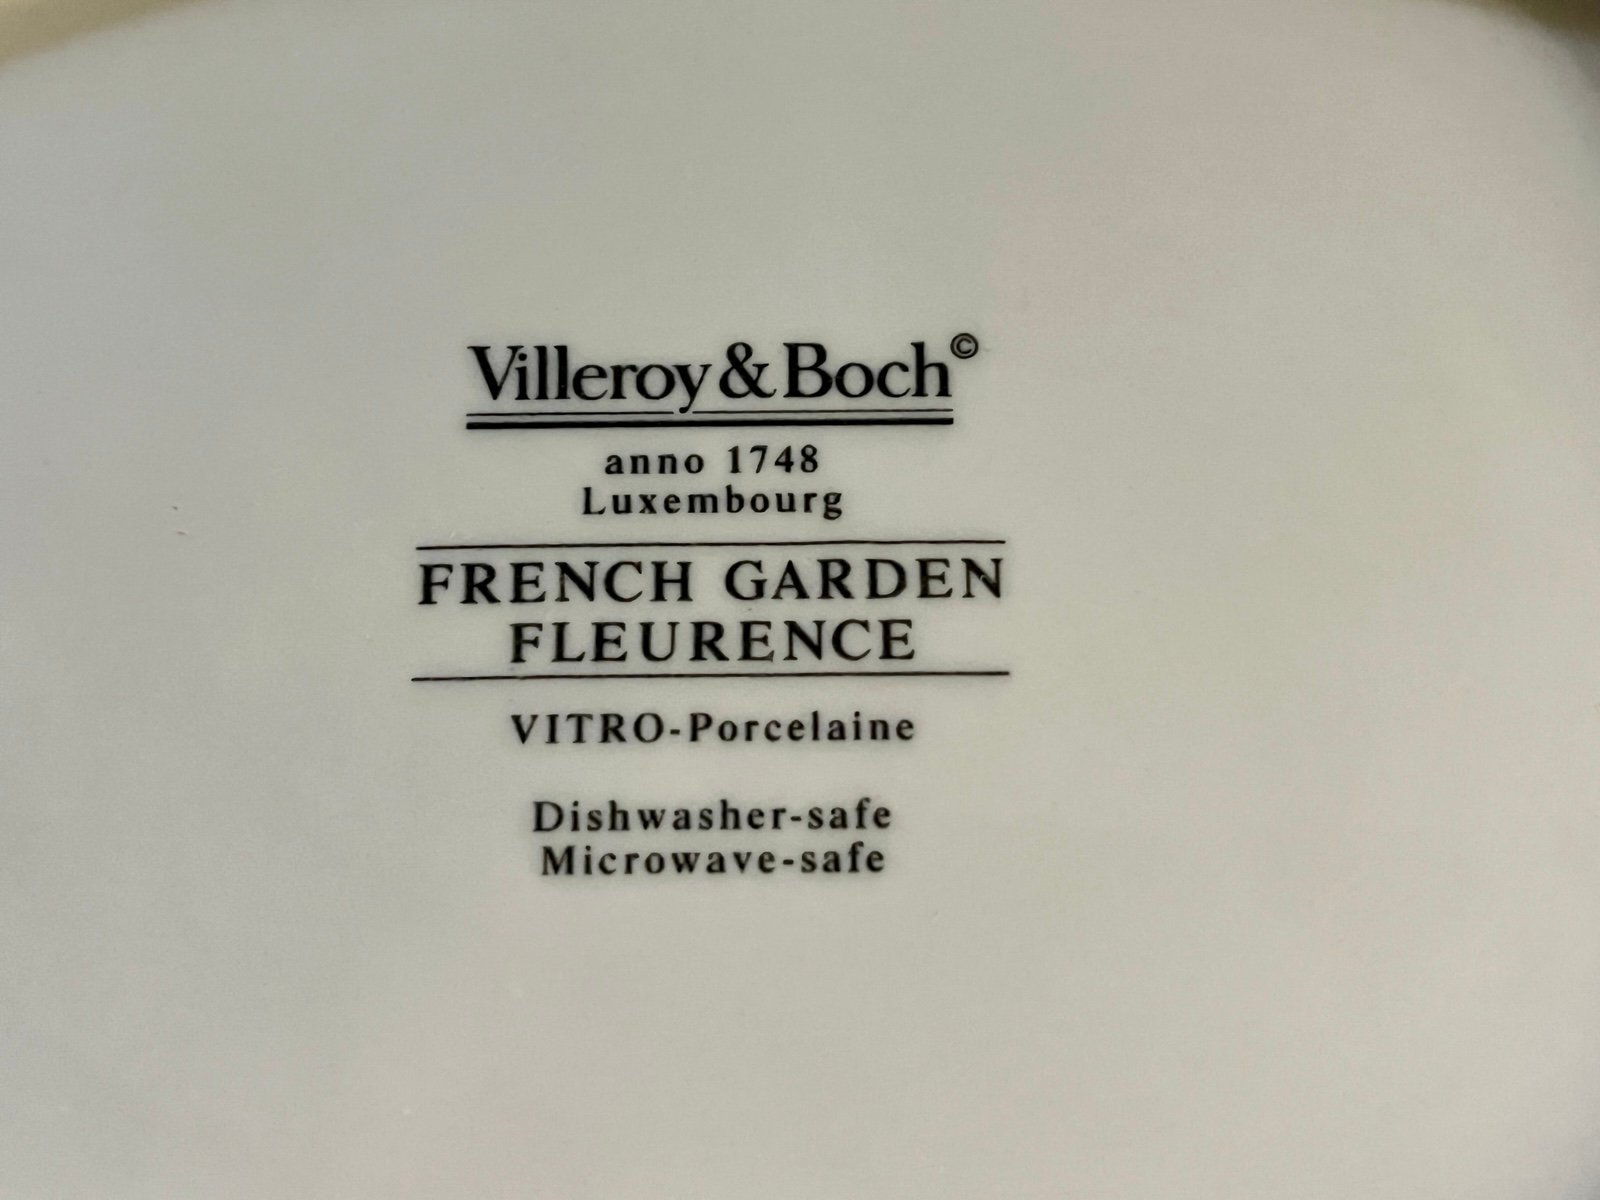 Villeroy & Boch©
anno 1748
Luxembourg
FRENCH GARDEN
FLEURENCE
VITRO-Porcelaine
Dishwasher-safe
Microwave-safe